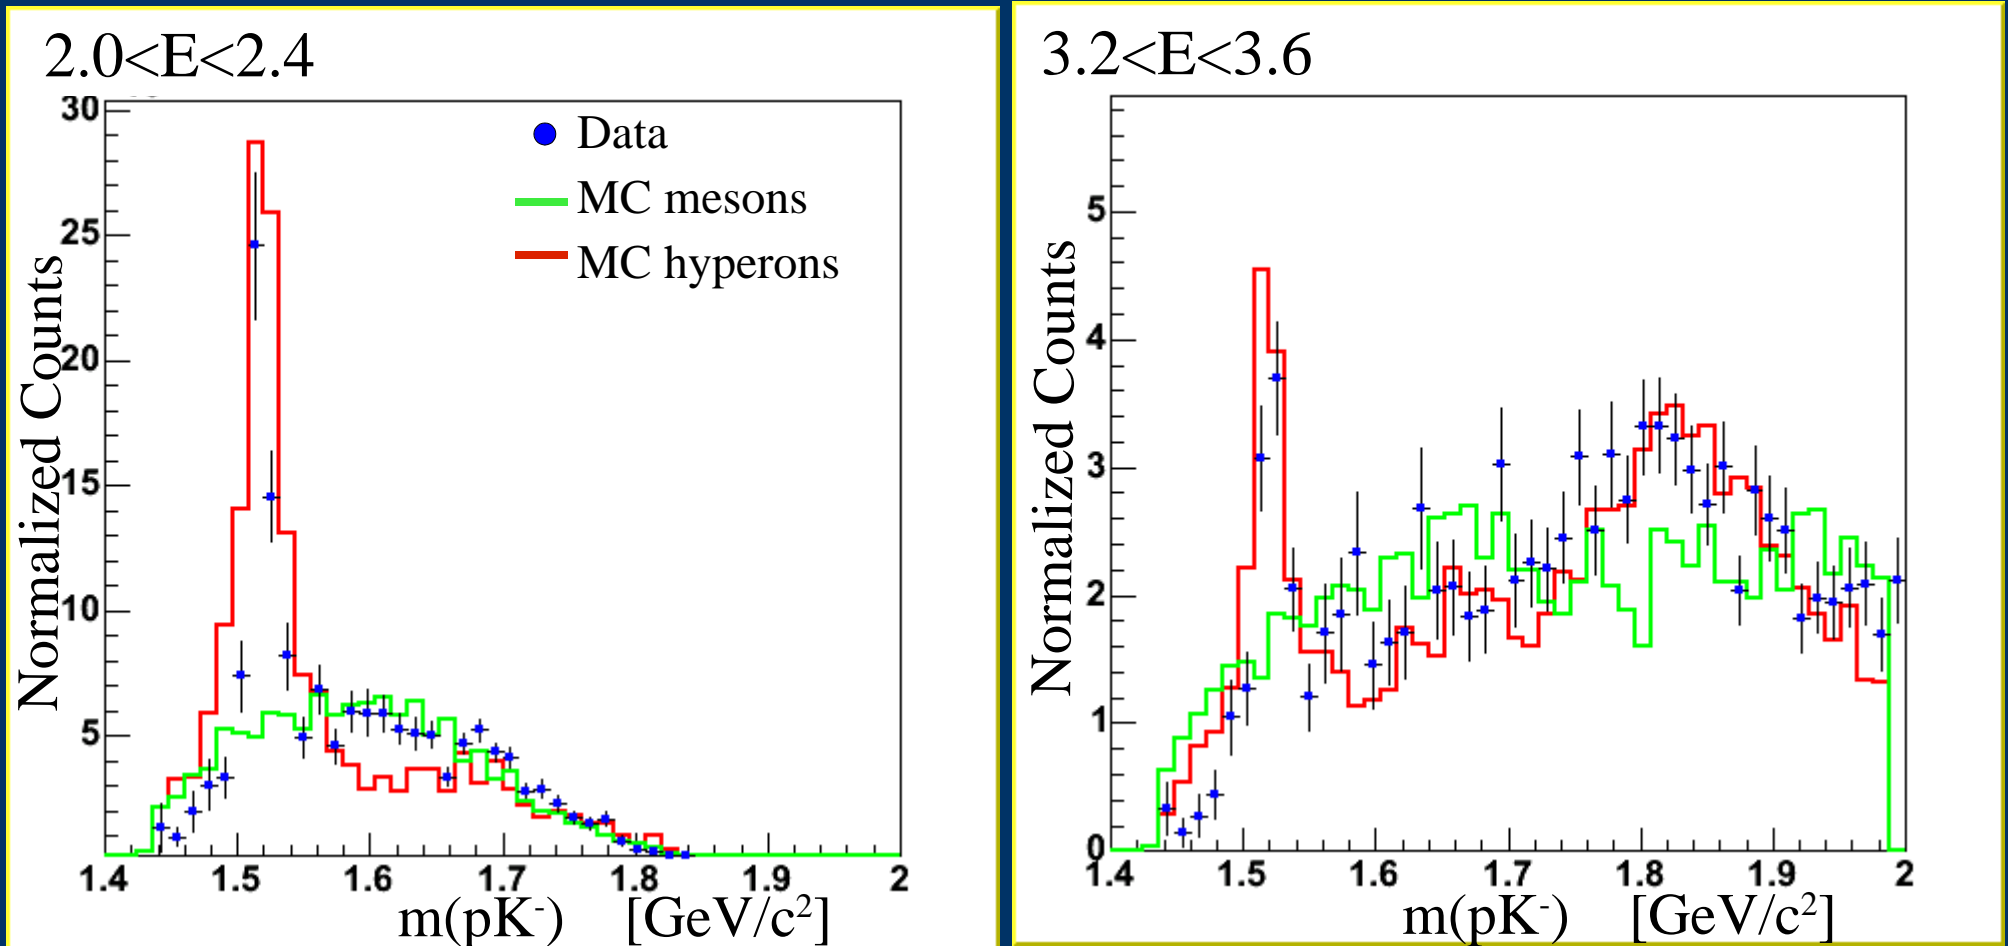 2.0<E<2.4
30
25
20
15
10
5
Normalized Counts
Data
MC mesons
MC hyperons
1.4 1.5 1.6 1.7 1.8 1.9 2
m(pK⁻) [GeV/c²]
3.2<E<3.6
5
4
3
2
1
0
Normalized Counts
1.4 1.5 1.6 1.7 1.8 1.9 2
m(pK⁻) [GeV/c²]